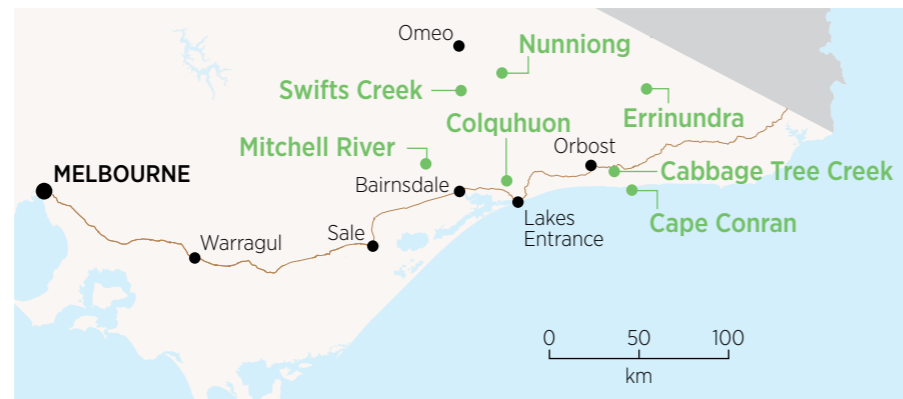 Omeo
Nunniong
Swifts Creek
Colquhuon
Errinundra
Mitchell River
Orbost
MELBOURNE
Bairnsdale
Cabbage Tree Creek
Lakes
Entrance
Cape Conran
Warragul
Sale
0 50 100
km